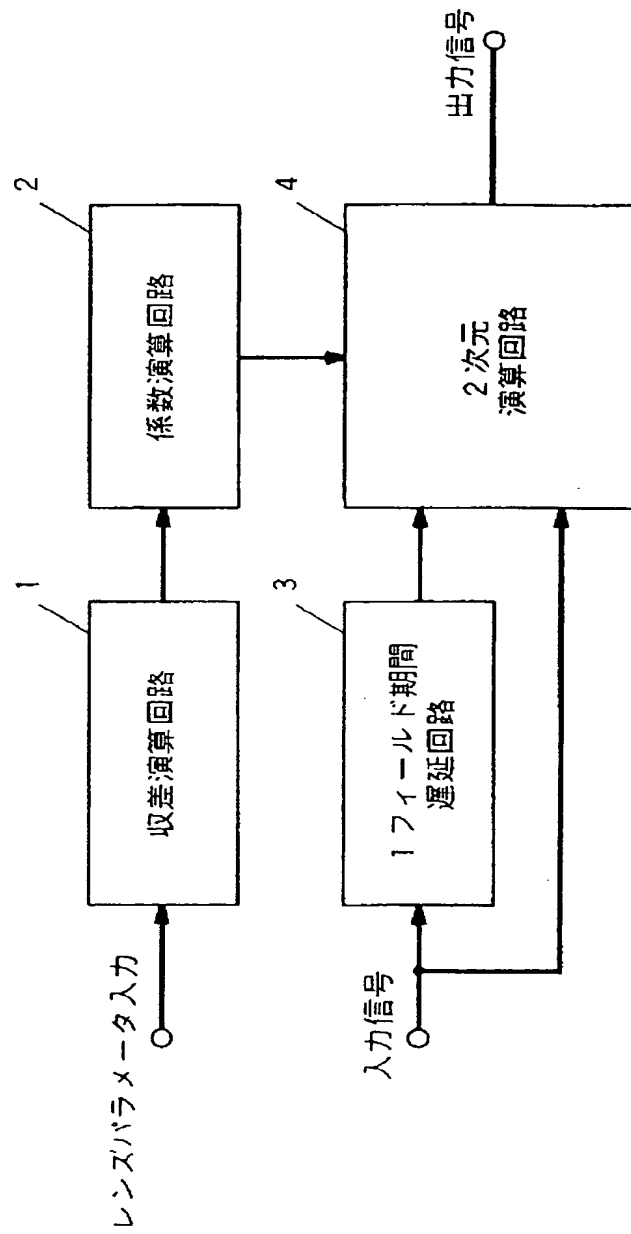 レンズパラメータ入力
1
収差演算回路
2
係数演算回路
入力信号
3
1フィールド期間
遅延回路
4
2次元
演算回路
出力信号